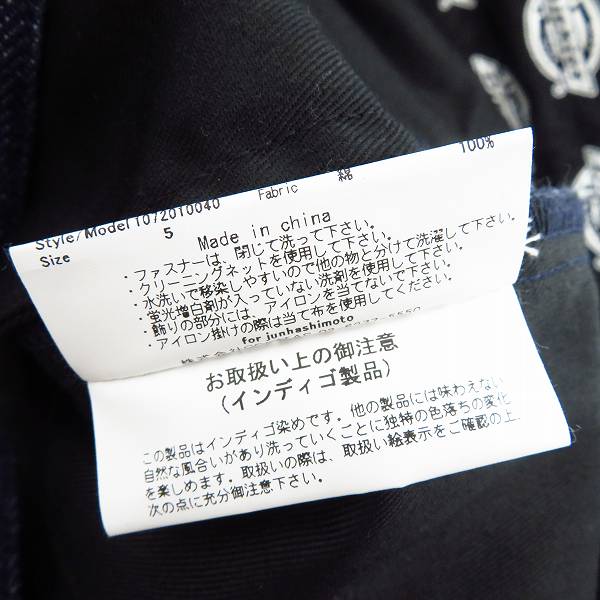 Style/Model 1072010040 Fabric 綿 100%
Size 5
Made in china
・ファスナーは、閉じて洗って下さい。
・クリーニングネットを使用して下さい。
・水洗いで移染しやすいので他の物と分けて洗濯して下さい。
・蛍光増白剤が入っていない洗剤を使用して下さい。
飾りの部分には、アイロンを当てないで下さい。
・アイロン掛けの際は当て布を使用してください。
for junhashimoto
株式会社
お取扱い上の御注意
(インディゴ製品)
この製品はインディゴ染めです。他の製品には味わえない
自然な風合いがあり洗っていくごとに独特の色落ちの変化
を楽しめます。取扱いの際は、取扱い絵表示をご確認の上、
次の点に充分御注意下さい。